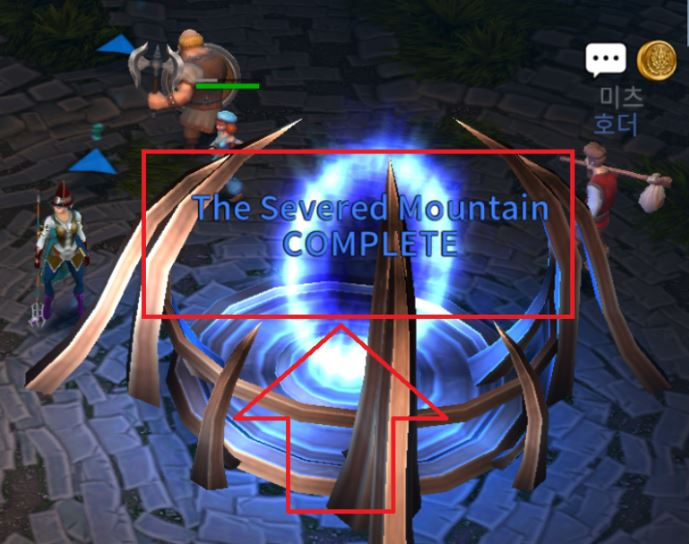 미츠
호더
The Severed Mountain
COMPLETE